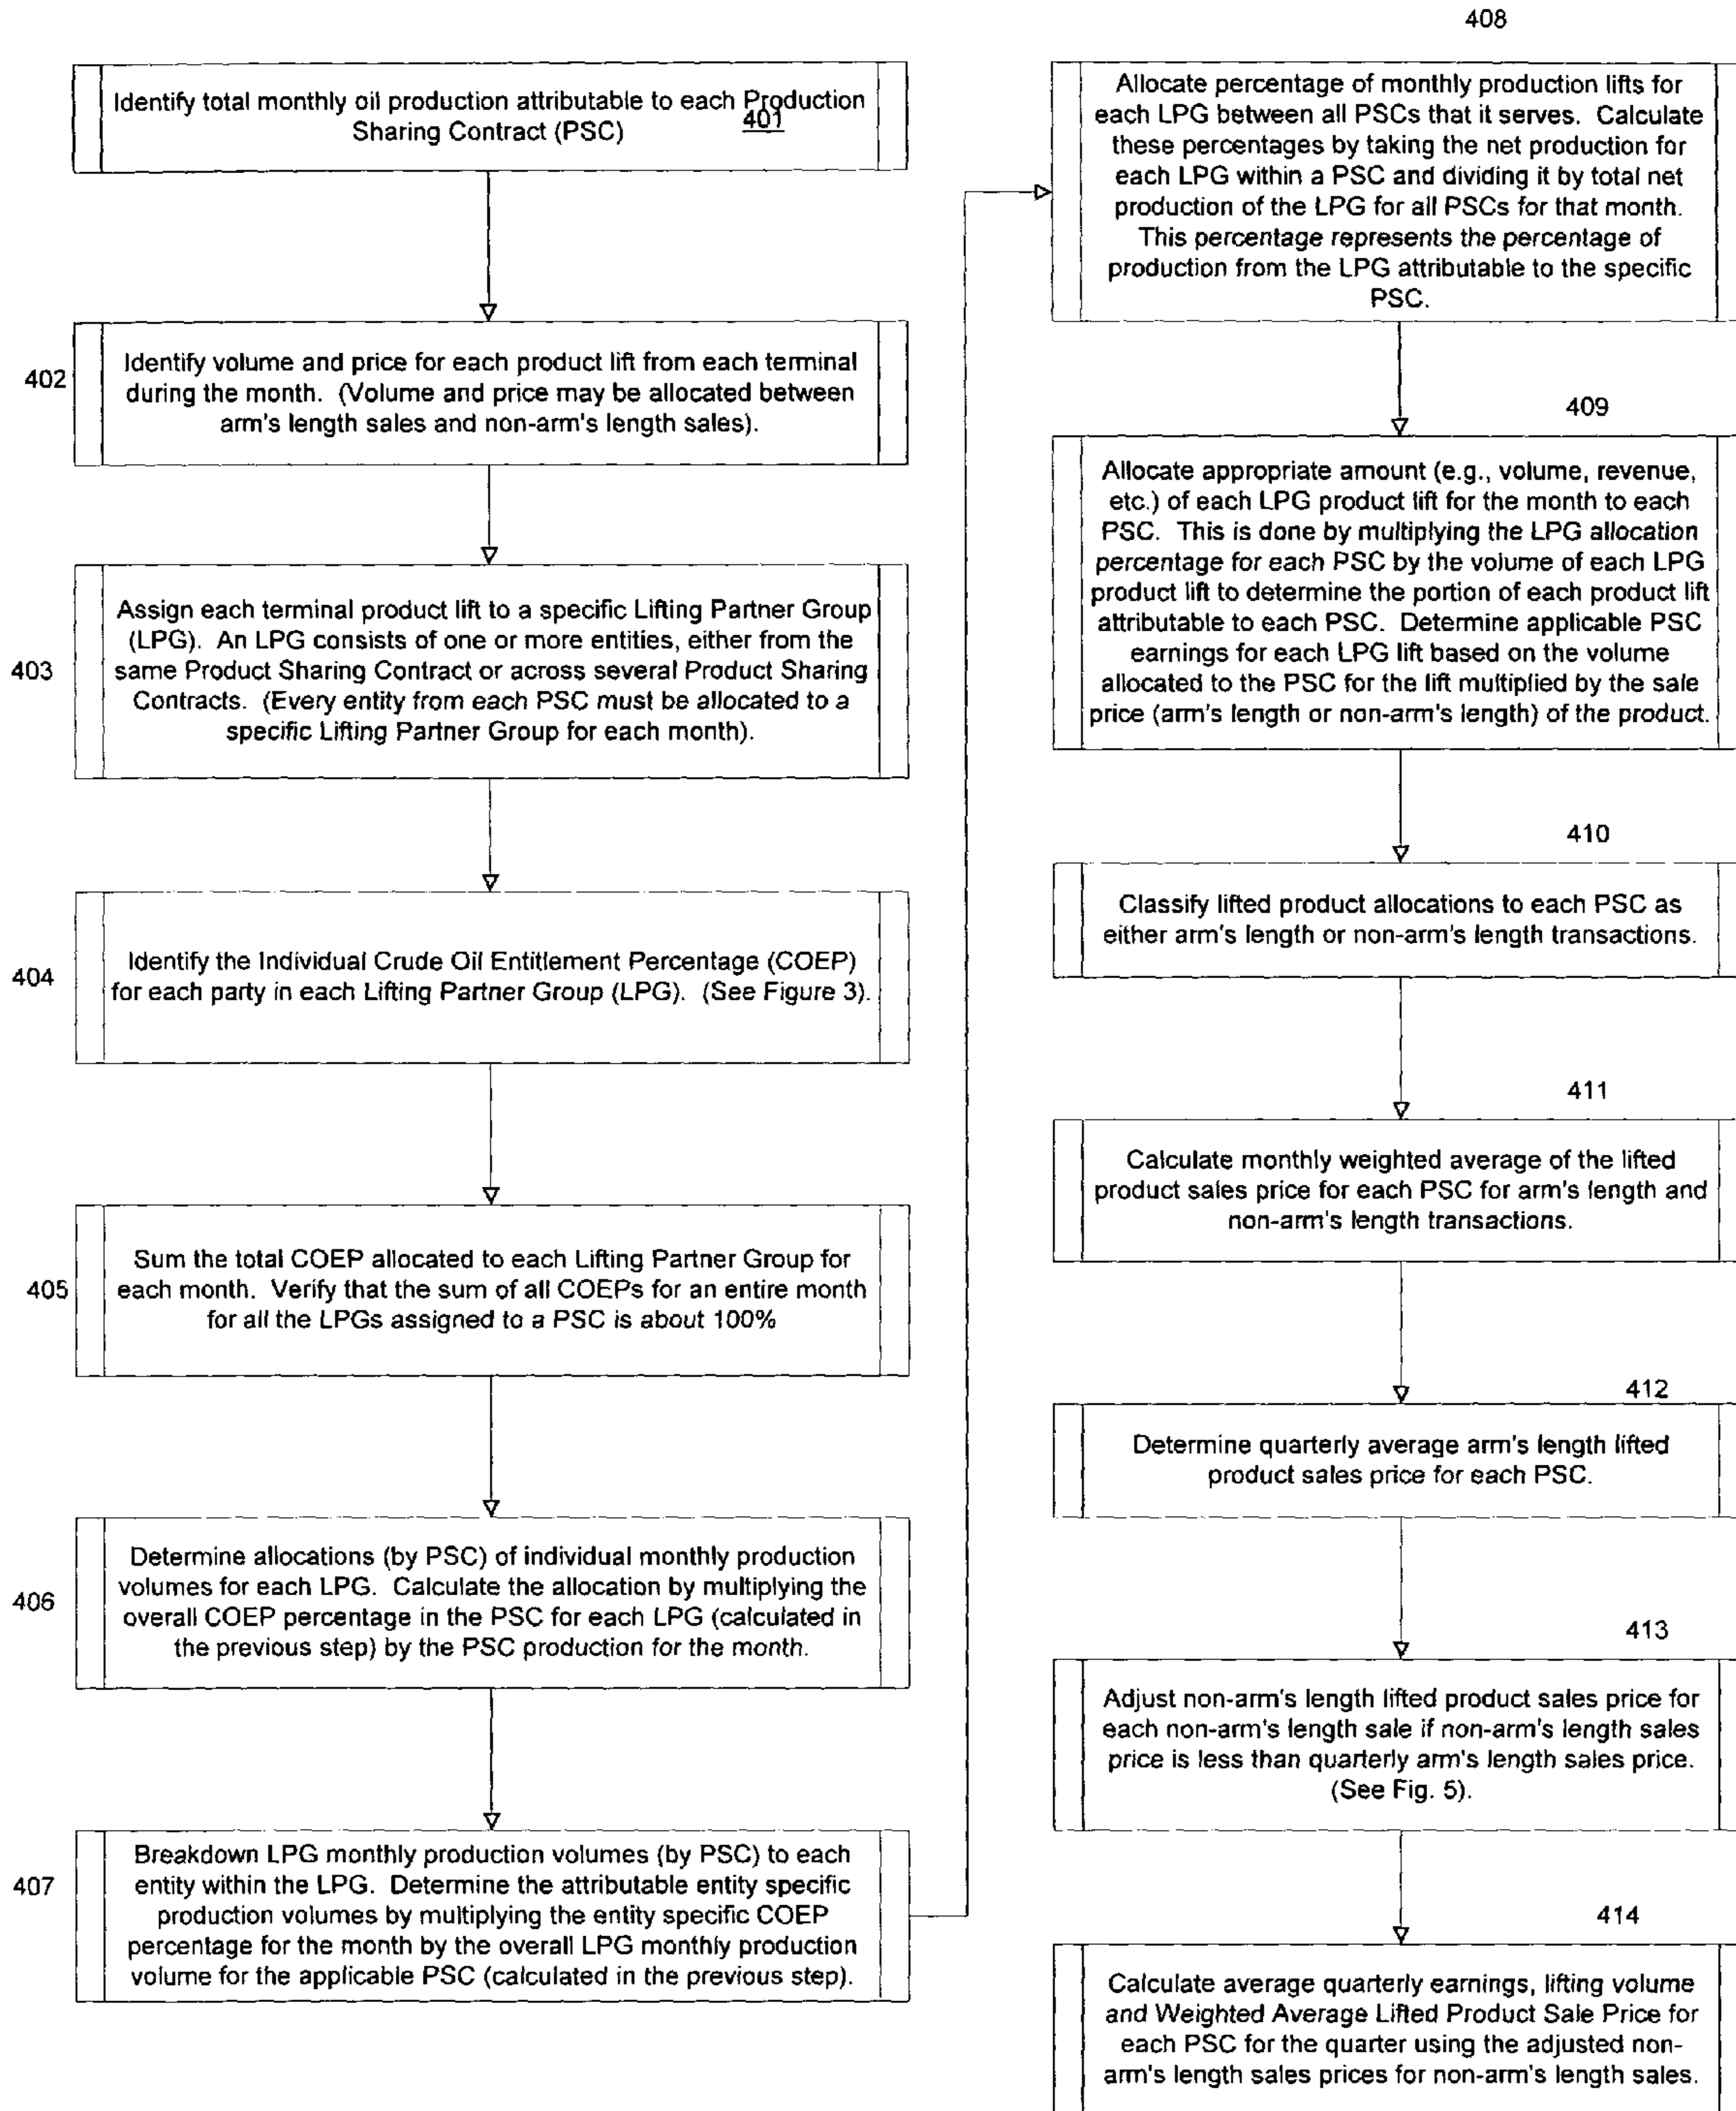 Identify total monthly oil production attributable to each Production
Sharing Contract (PSC)
401
402
Identify volume and price for each product lift from each terminal
during the month. (Volume and price may be allocated between
arm's length sales and non-arm's length sales).
403
Assign each terminal product lift to a specific Lifting Partner Group
(LPG). An LPG consists of one or more entities, either from the
same Product Sharing Contract or across several Product Sharing
Contracts. (Every entity from each PSC must be allocated to a
specific Lifting Partner Group for each month).
404
Identify the Individual Crude Oil Entitlement Percentage (COEP)
for each party in each Lifting Partner Group (LPG). (See Figure 3).
405
Sum the total COEP allocated to each Lifting Partner Group for
each month. Verify that the sum of all COEPs for an entire month
for all the LPGs assigned to a PSC is about 100%
406
Determine allocations (by PSC) of individual monthly production
volumes for each LPG. Calculate the allocation by multiplying the
overall COEP percentage in the PSC for each LPG (calculated in
the previous step) by the PSC production for the month.
407
Breakdown LPG monthly production volumes (by PSC) to each
entity within the LPG. Determine the attributable entity specific
production volumes by multiplying the entity specific COEP
percentage for the month by the overall LPG monthly production
volume for the applicable PSC (calculated in the previous step).
408
Allocate percentage of monthly production lifts for
each LPG between all PSCs that it serves. Calculate
these percentages by taking the net production for
each LPG within a PSC and dividing it by total net
production of the LPG for all PSCs for that month.
This percentage represents the percentage of
production from the LPG attributable to the specific
PSC.
409
Allocate appropriate amount (e.g., volume, revenue,
etc.) of each LPG product lift for the month to each
PSC. This is done by multiplying the LPG allocation
percentage for each PSC by the volume of each LPG
product lift to determine the portion of each product lift
attributable to each PSC. Determine applicable PSC
earnings for each LPG lift based on the volume
allocated to the PSC for the lift multiplied by the sale
price (arm's length or non-arm's length) of the product.
410
Classify lifted product allocations to each PSC as
either arm's length or non-arm's length transactions.
411
Calculate monthly weighted average of the lifted
product sales price for each PSC for arm's length and
non-arm's length transactions.
412
Determine quarterly average arm's length lifted
product sales price for each PSC.
413
Adjust non-arm's length lifted product sales price for
each non-arm's length sale if non-arm's length sales
price is less than quarterly arm's length sales price.
(See Fig. 5).
414
Calculate average quarterly earnings, lifting volume
and Weighted Average Lifted Product Sale Price for
each PSC for the quarter using the adjusted non-
arm's length sales prices for non-arm's length sales.